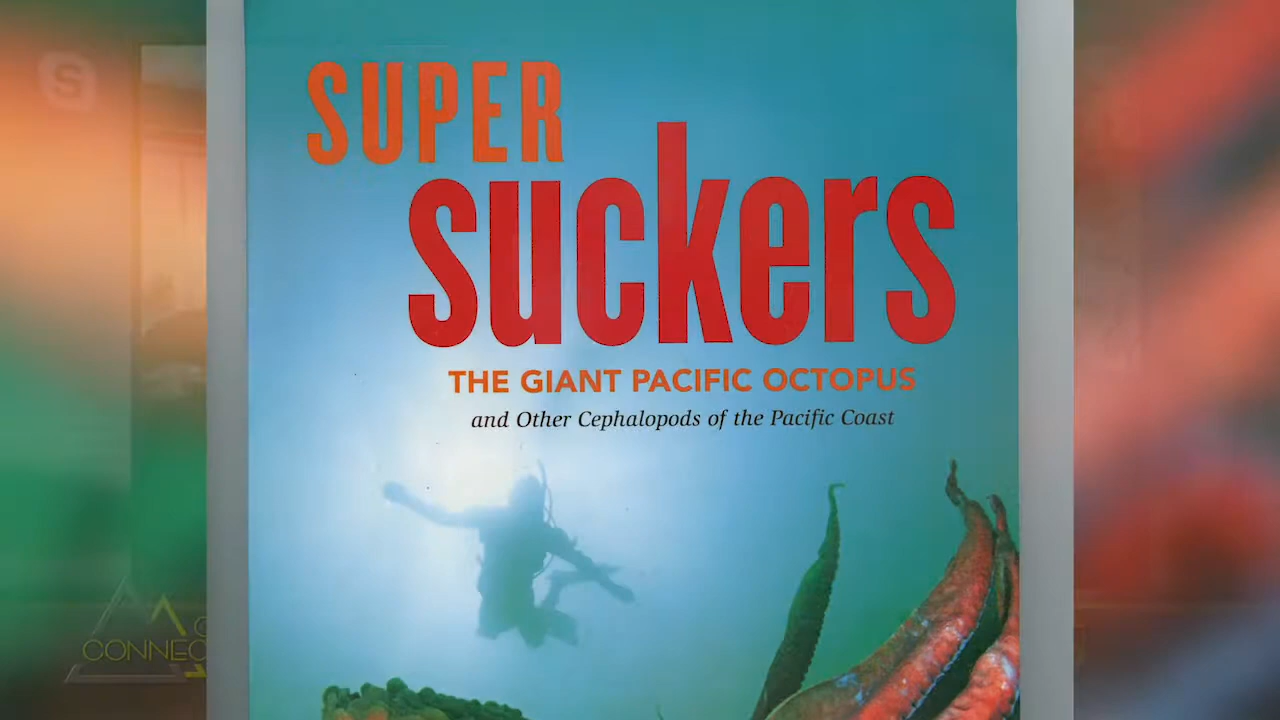 SUPER
suckers
THE GIANT PACIFIC OCTOPUS
and Other Cephalopods of the Pacific Coast
S